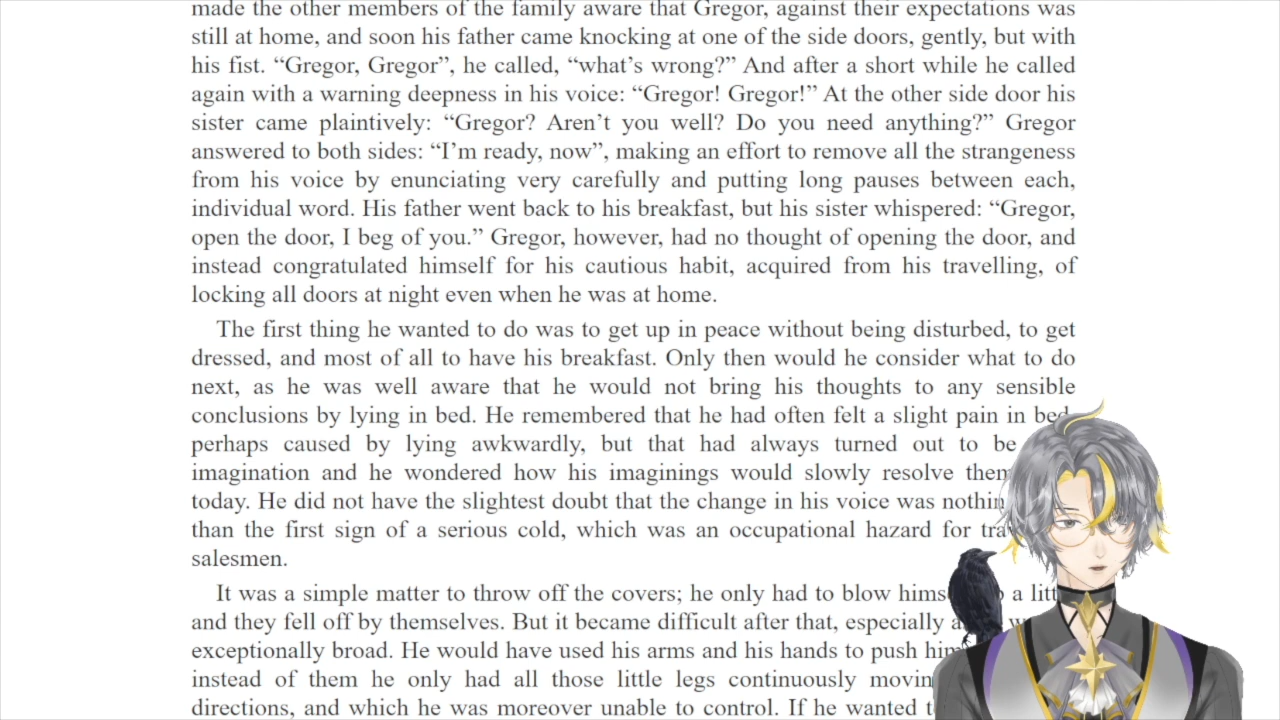 made the other members of the family aware that Gregor, against their expectations was
still at home, and soon his father came knocking at one of the side doors, gently, but with
his fist. “Gregor, Gregor”, he called, “what’s wrong?” And after a short while he called
again with a warning deepness in his voice: “Gregor! Gregor!” At the other side door his
sister came plaintively: “Gregor? Aren’t you well? Do you need anything?” Gregor
answered to both sides: “I’m ready, now”, making an effort to remove all the strangeness
from his voice by enunciating very carefully and putting long pauses between each,
individual word. His father went back to his breakfast, but his sister whispered: “Gregor,
open the door, I beg of you.” Gregor, however, had no thought of opening the door, and
instead congratulated himself for his cautious habit, acquired from his travelling, of
locking all doors at night even when he was at home.
The first thing he wanted to do was to get up in peace without being disturbed, to get
dressed, and most of all to have his breakfast. Only then would he consider what to do
next, as he was well aware that he would not bring his thoughts to any sensible
conclusions by lying in bed. He remembered that he had often felt a slight pain in bed,
perhaps caused by lying awkwardly, but that had always turned out to be
imagination and he wondered how his imaginings would slowly resolve
today. He did not have the slightest doubt that the change in his voice was
than the first sign of a serious cold, which was an occupational hazard for
salesmen.
It was a simple matter to throw off the covers; he only had to blow a
and they fell off by themselves. But it became difficult after that, especially
exceptionally broad. He would have used his arms and his hands to push
instead of them he only had all those little legs continuously
directions, and which he was moreover unable to control. If he wanted